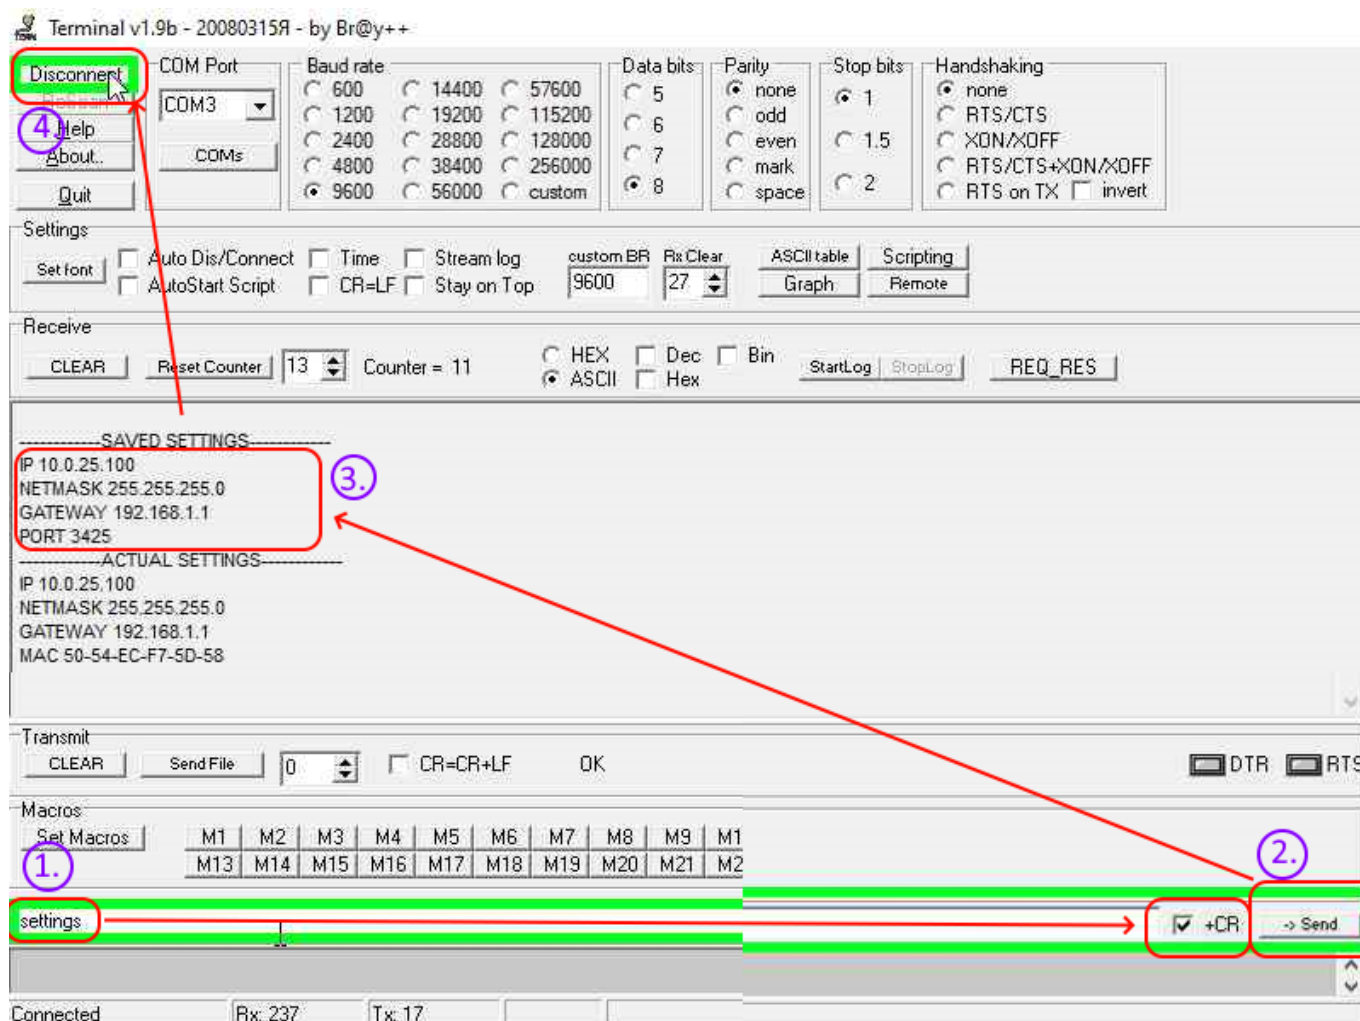 Terminal v1.9b - 20080315Я - by Br@y++
Disconnect
4.
Help
About..
Quit
COM Port
COM3
COMs
Baud rate
600 14400 57600
1200 19200 115200
2400 28800 128000
4800 38400 256000
9600 56000 custom
Data bits
5
6
7
8
Parity
none
odd
even
mark
space
Stop bits
1
1.5
2
Handshaking
none
RTS/CTS
XON/XOFF
RTS/CTS+XON/XOFF
RTS on TX invert
Settings
Set font
Auto Dis/Connect Time Stream log
AutoStart Script CR=LF Stay on Top
custom BR Rx Clear
9600 27
ASCII table Scripting
Graph Remote
Receive
CLEAR Reset Counter 13 Counter = 11
HEX Dec Bin
ASCII Hex
StartLog StopLog REQ_RES
-------------SAVED SETTINGS-------------
IP 10.0.25.100
NETMASK 255.255.255.0
GATEWAY 192.168.1.1
PORT 3425
3.
-------------ACTUAL SETTINGS-------------
IP 10.0.25.100
NETMASK 255.255.255.0
GATEWAY 192.168.1.1
MAC 50-54-EC-F7-5D-58
Transmit
CLEAR Send File 0 CR=CR+LF OK DTR RTS
Macros
Set Macros M1 M2 M3 M4 M5 M6 M7 M8 M9 M1
M13 M14 M15 M16 M17 M18 M19 M20 M21 M2
1.
2.
settings +CR -> Send
Connected Rx: 237 Tx: 17